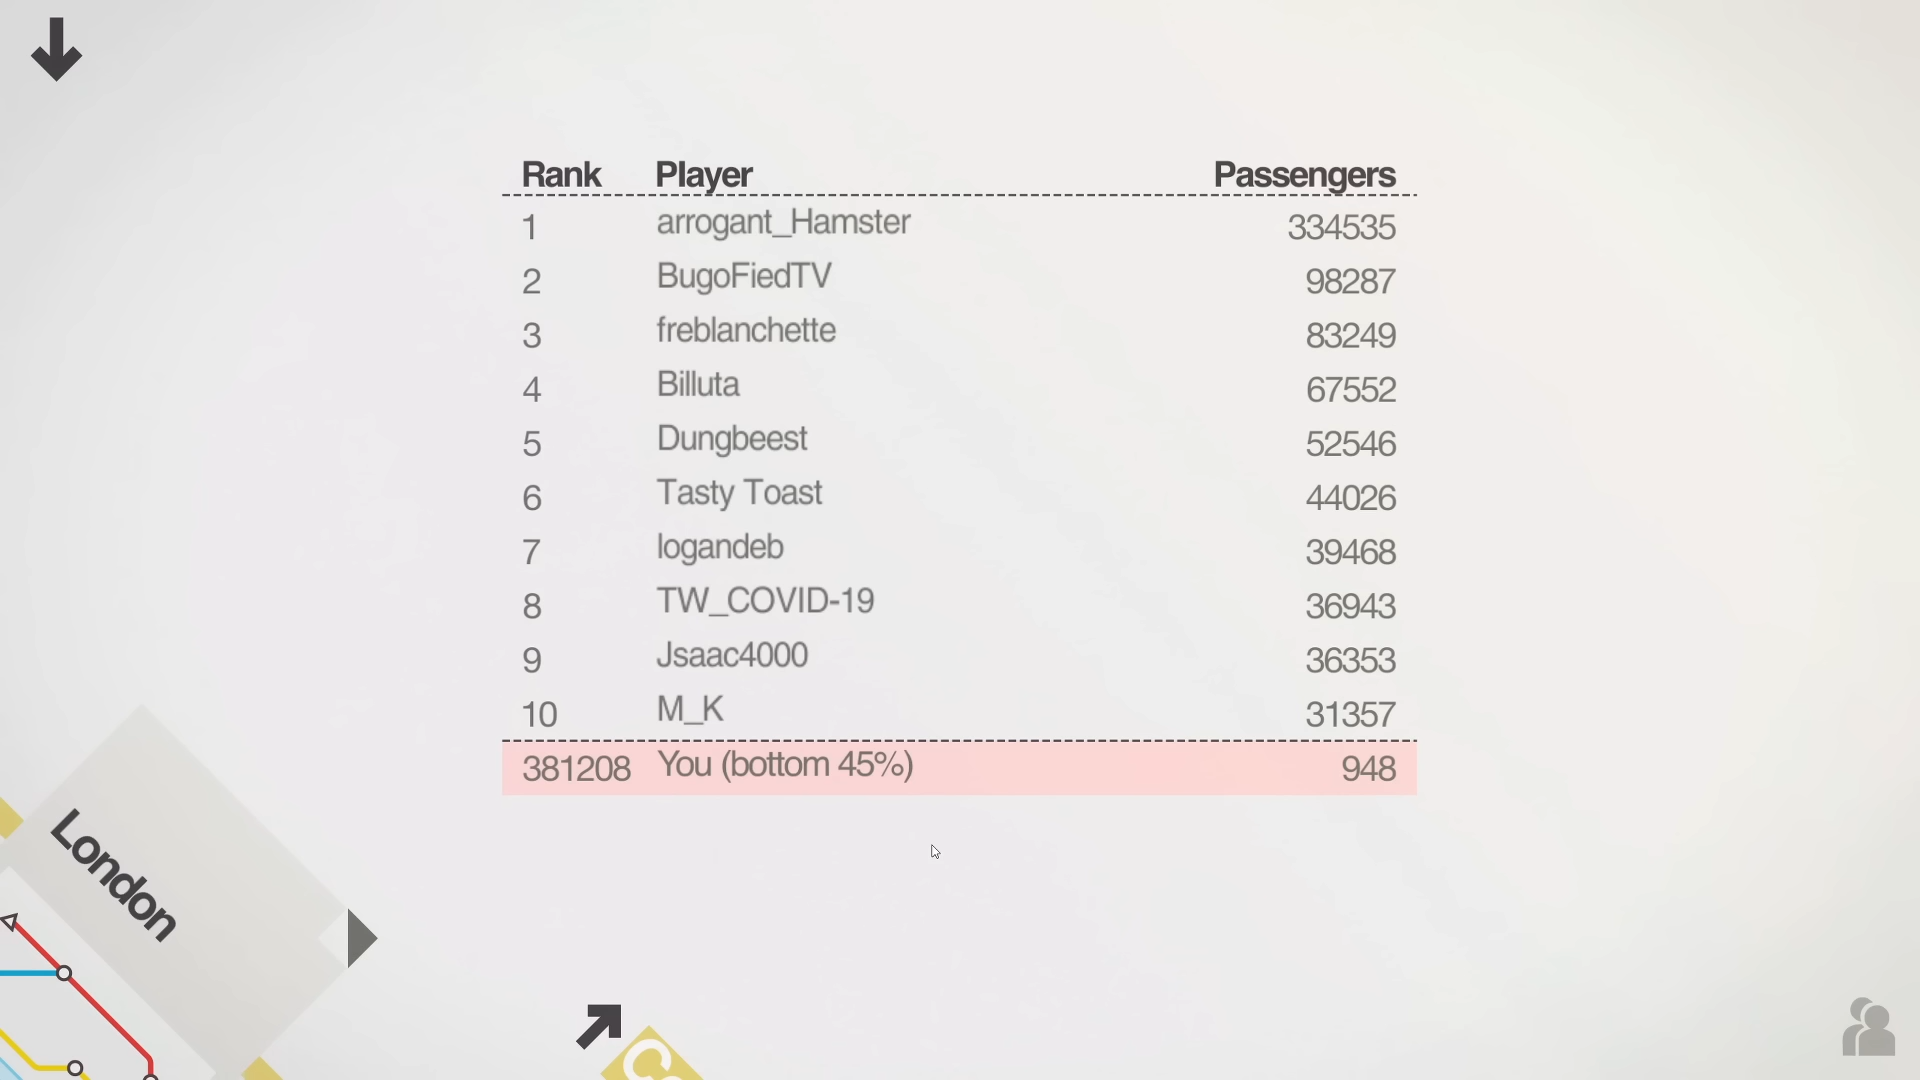 Rank Player Passengers
1 arrogant_Hamster 334535
2 BugoFiedTV 98287
3 freblanchette 83249
4 Billuta 67552
5 Dungbeest 52546
6 Tasty Toast 44026
7 logandeb 39468
8 TW_COVID-19 36943
9 Jsaac4000 36353
10 M_K 31357
381208 You (bottom 45%) 948
London